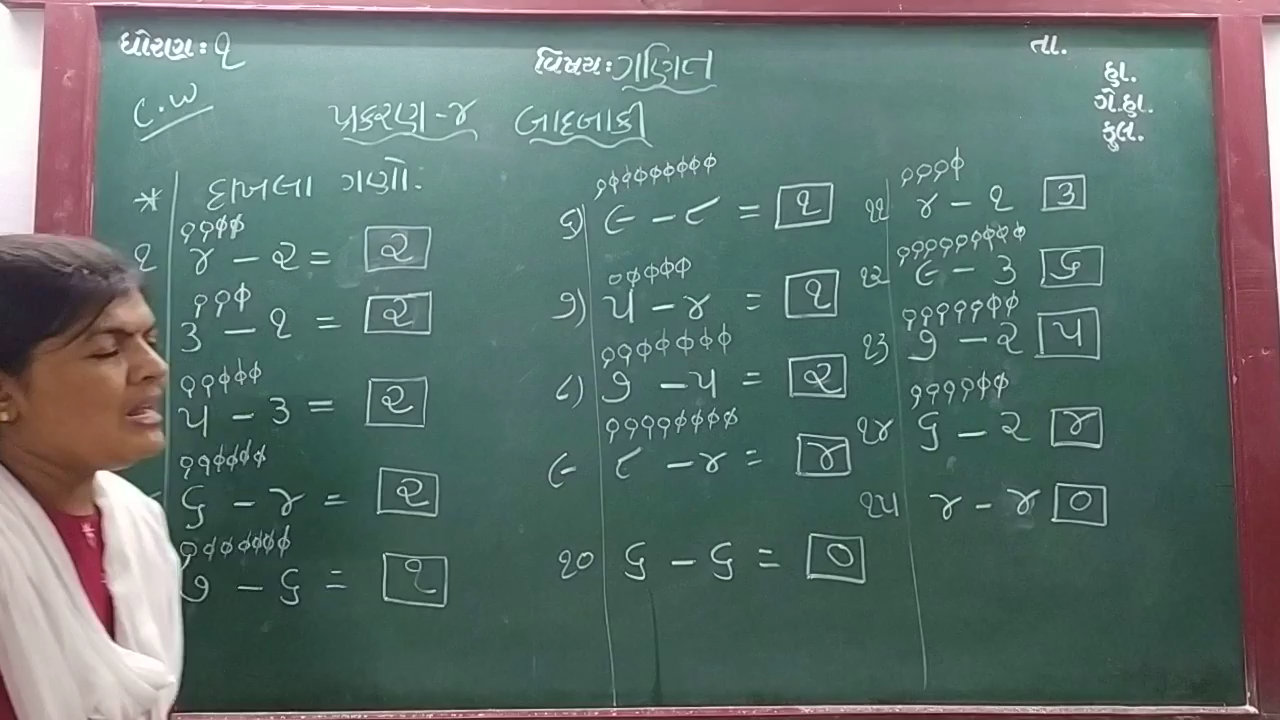 ધોરણ: ૧
વિષય: ગણિત
તા.
હા.
ગે.હા.
કુલ.
C.W
પ્રકરણ-૪ બાદબાકી
* દાખલા ગણો:
૧ ૪ - ૨ = ૨
૩ - ૧ = ૨
૫ - ૩ = ૨
૬ - ૪ = ૨
૭ - ૬ = ૧
૬) ૯ - ૮ = ૧
૭) ૫ - ૪ = ૧
૮) ૭ - ૫ = ૨
૯ ૮ - ૪ = ૪
૧૦ ૬ - ૬ = ૦
૧૧ ૪ - ૧ ૩
૧૨ ૯ - ૩ ૬
૧૩ ૭ - ૨ ૫
૧૪ ૬ - ૨ ૪
૧૫ ૪ - ૪ ૦